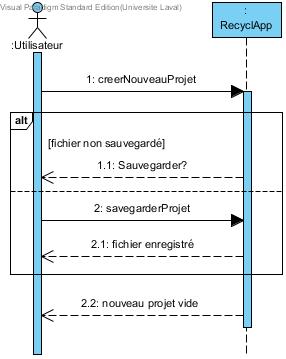 Visual Paradigm Standard Edition(Universite Laval)
:Utilisateur
:
RecyclApp
1: creerNouveauProjet
alt
[fichier non sauvegardé]
1.1: Sauvegarder?
2: savegarderProjet
2.1: fichier enregistré
2.2: nouveau projet vide